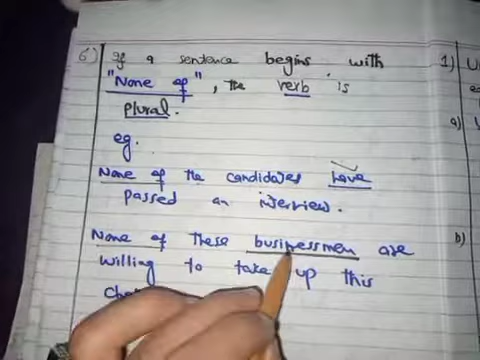 6) If a sentence begins with
"None of", the verb is
plural.
eg.
None of the candidates have
passed an interview.
None of these businessmen are
willing to take up this
1)
a)
b)